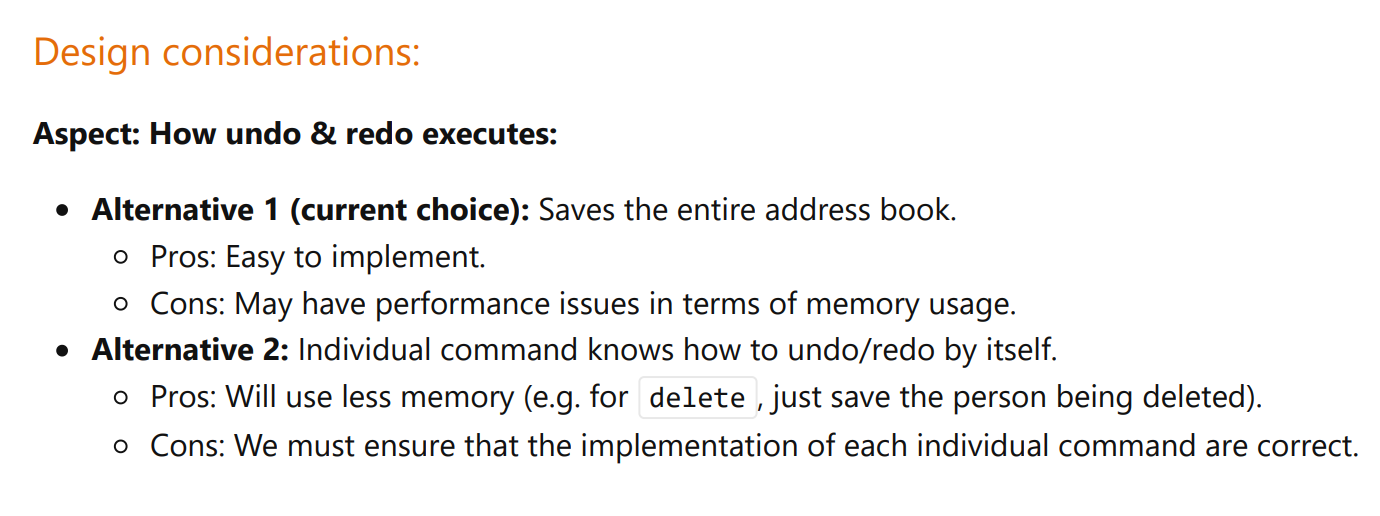 Design considerations:
Aspect: How undo & redo executes:
Alternative 1 (current choice): Saves the entire address book.
Pros: Easy to implement.
Cons: May have performance issues in terms of memory usage.
Alternative 2: Individual command knows how to undo/redo by itself.
Pros: Will use less memory (e.g. for delete, just save the person being deleted).
Cons: We must ensure that the implementation of each individual command are correct.